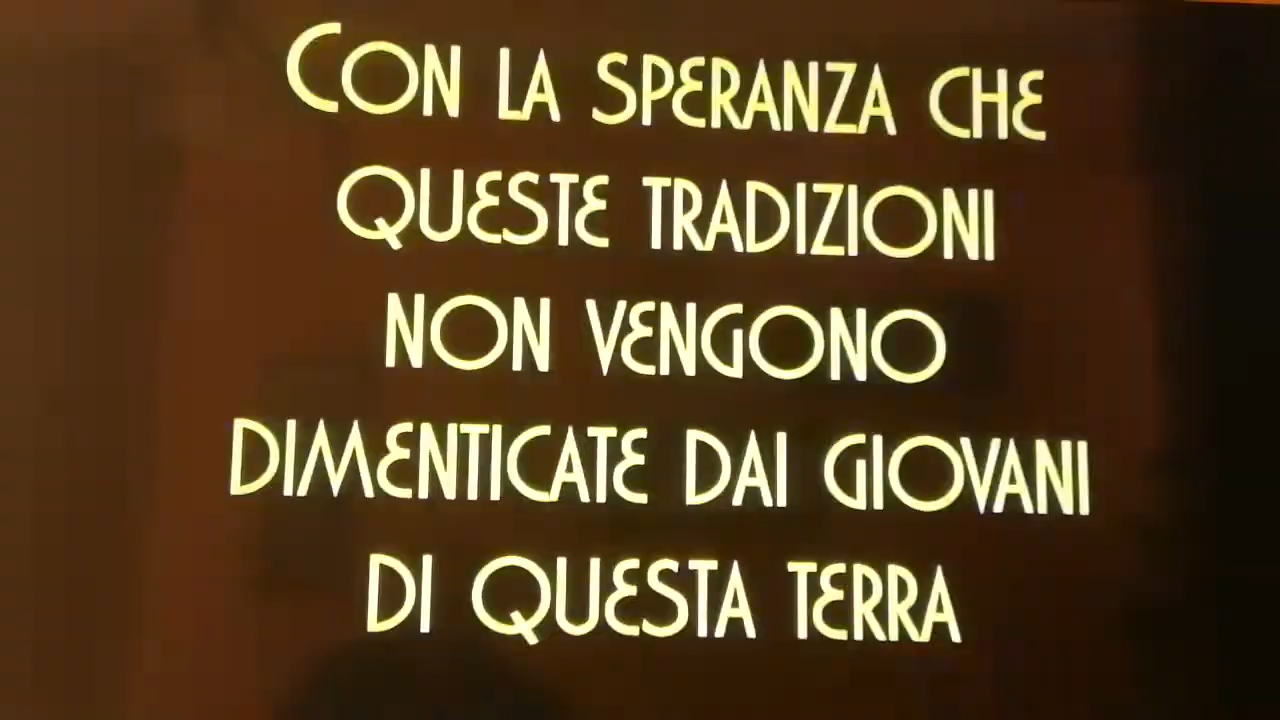 CON LA SPERANZA CHE
QUESTE TRADIZIONI
NON VENGONO
DIMENTICATE DAI GIOVANI
DI QUESTA TERRA